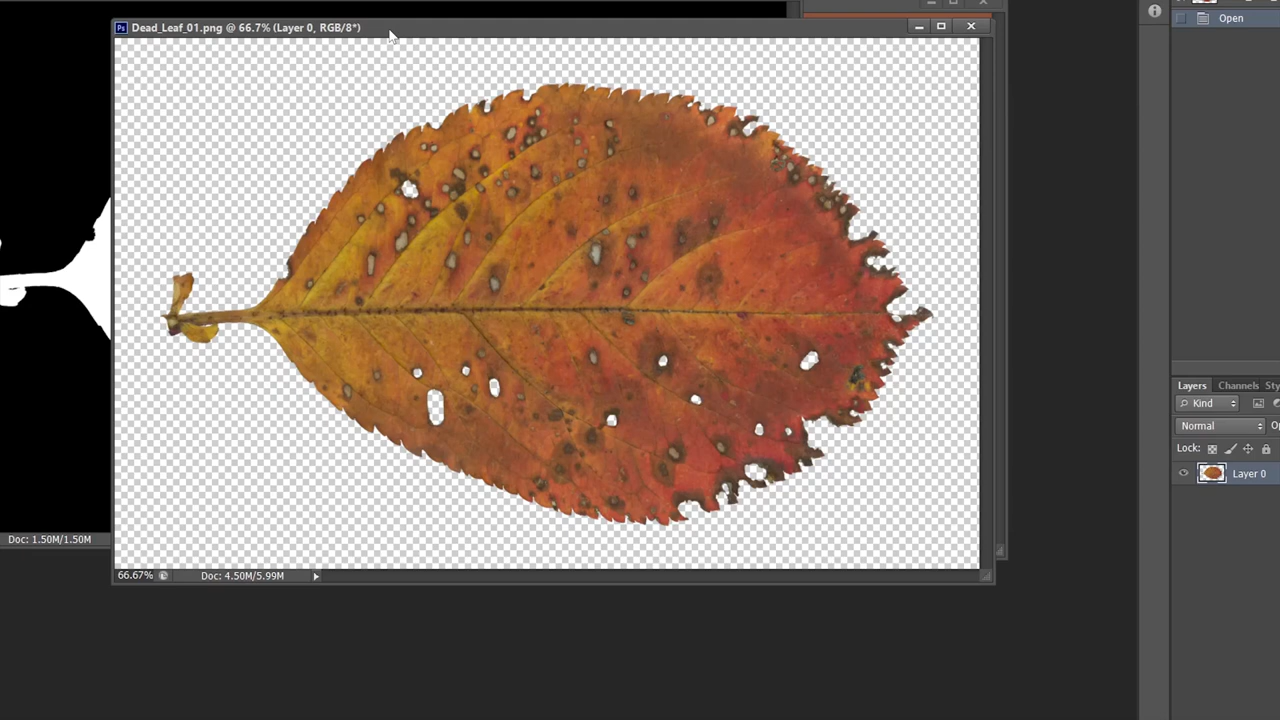 Ps Dead_Leaf_01.png @ 66.7% (Layer 0, RGB/8*)
Open
Layers Channels
Kind
Normal
Lock:
Layer 0
Doc: 1.50M/1.50M
66.67% Doc: 4.50M/5.99M